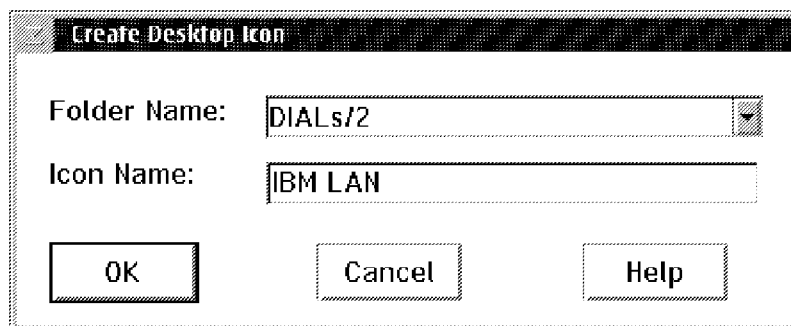 Create Desktop Icon
Folder Name: DIALs/2
Icon Name: IBM LAN
OK Cancel Help